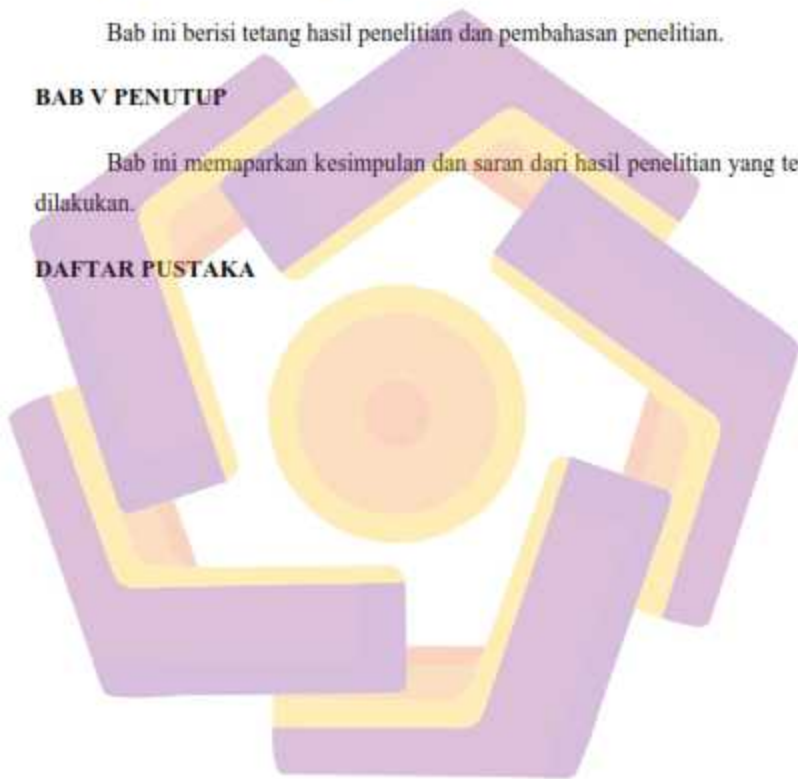 Bab ini berisi tetang hasil penelitian dan pembahasan penelitian.
BAB V PENUTUP
Bab ini memaparkan kesimpulan dan saran dari hasil penelitian yang te
dilakukan.
DAFTAR PUSTAKA